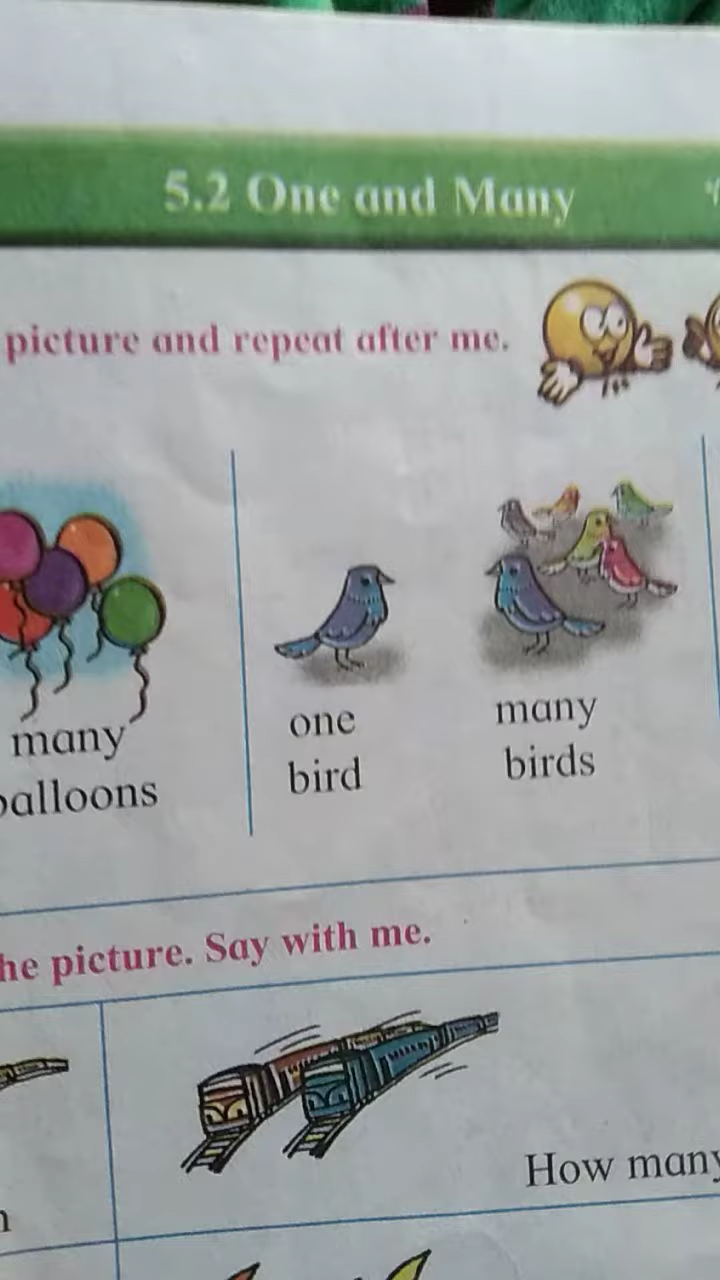 5.2 One and Many
picture and repeat after me.
many
balloons
one
bird
many
birds
he picture. Say with me.
How many